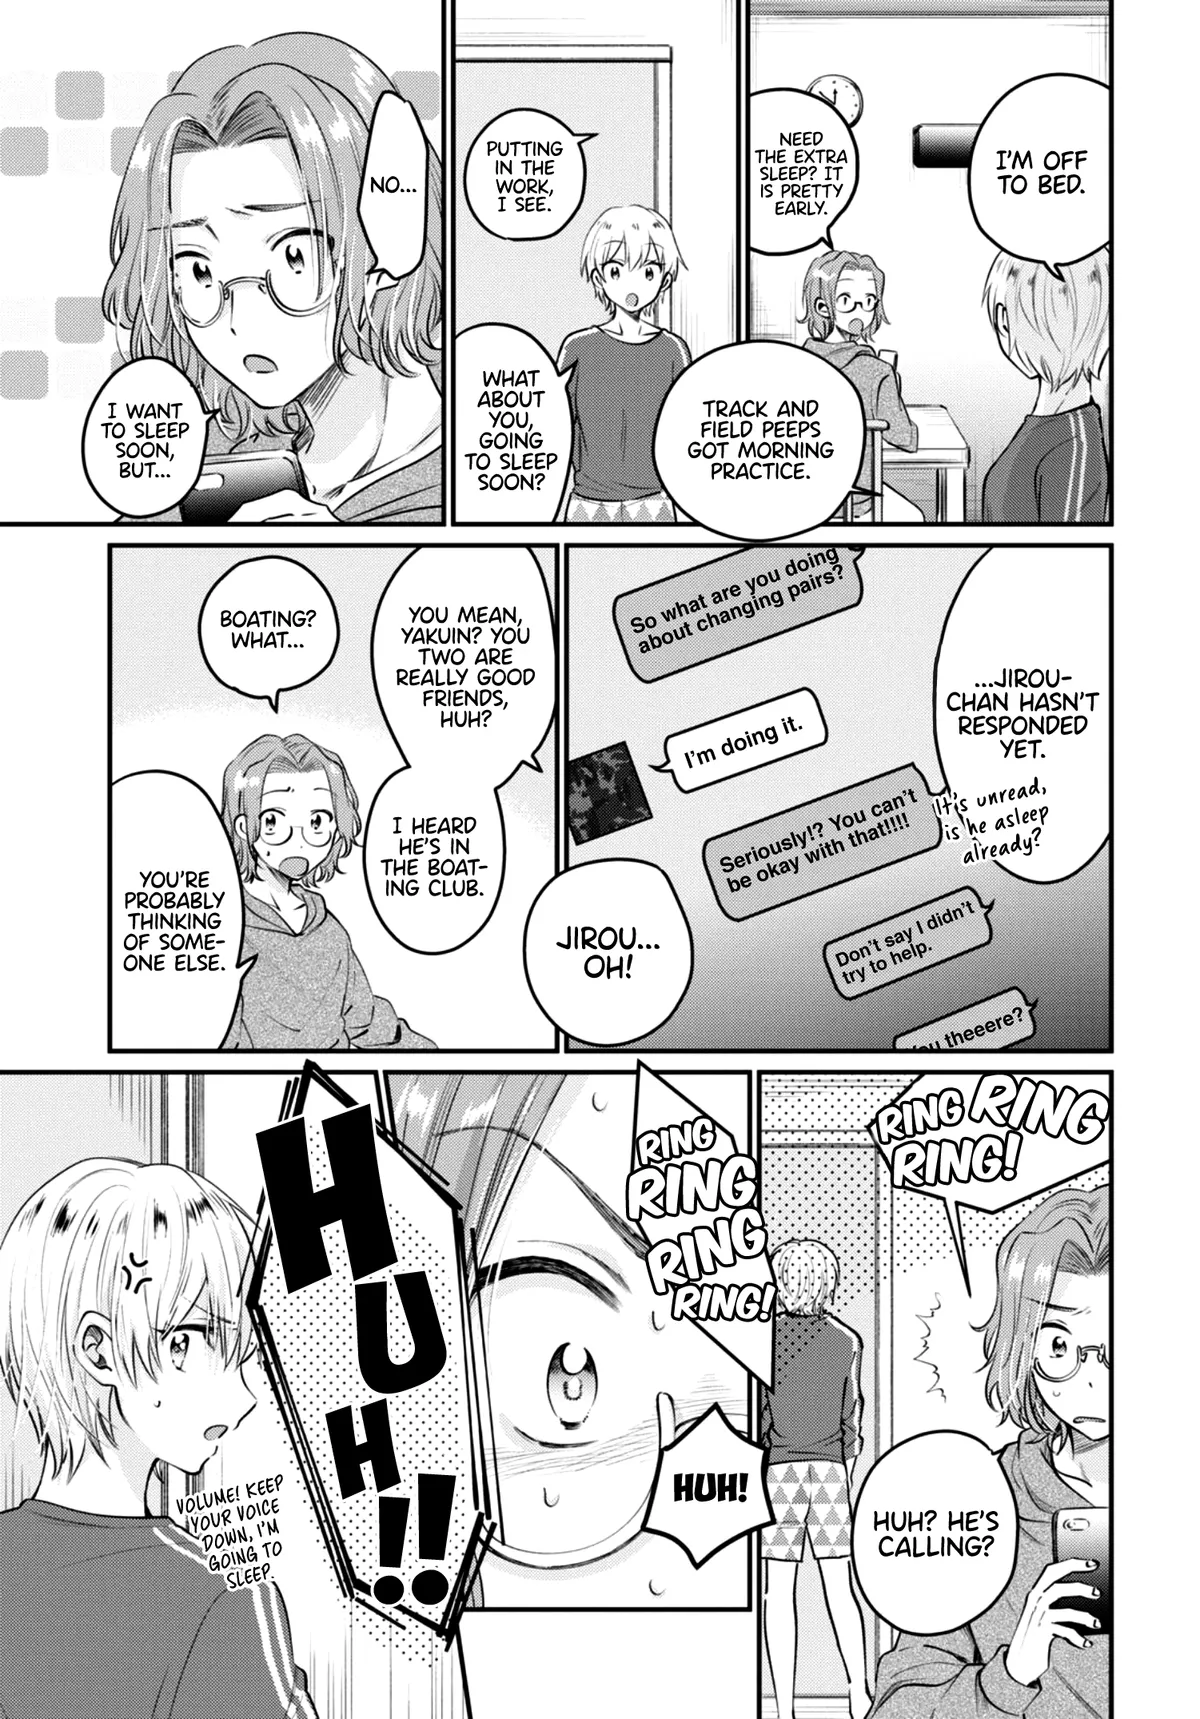 I'M OFF
TO BED.
NEED
THE EXTRA
SLEEP? IT
IS PRETTY
EARLY.
TRACK AND
FIELD PEEPS
GOT MORNING
PRACTICE.
PUTTING
IN THE
WORK,
I SEE.
WHAT
ABOUT
YOU,
GOING
TO SLEEP
SOON?
NO...
I WANT
TO SLEEP
SOON,
BUT...
...JIROU-
CHAN HASN'T
RESPONDED
YET.
It's unread,
is he asleep
already?
So what are you doing
about changing pairs?
I'm doing it.
Seriously!? You can't
be okay with that!!!!
Don't say I didn't
try to help.
You theeere?
JIROU...
OH!
YOU MEAN,
YAKUIN? YOU
TWO ARE
REALLY GOOD
FRIENDS,
HUH?
I HEARD
HE'S IN
THE BOAT-
ING CLUB.
BOATING?
WHAT...
YOU'RE
PROBABLY
THINKING
OF SOME-
ONE ELSE.
RING RING
RING!
HUH? HE'S
CALLING?
RING
RING
RING
RING!
HUH!
HUH!!
VOLUME! KEEP
YOUR VOICE
DOWN, I'M
GOING TO
SLEEP.